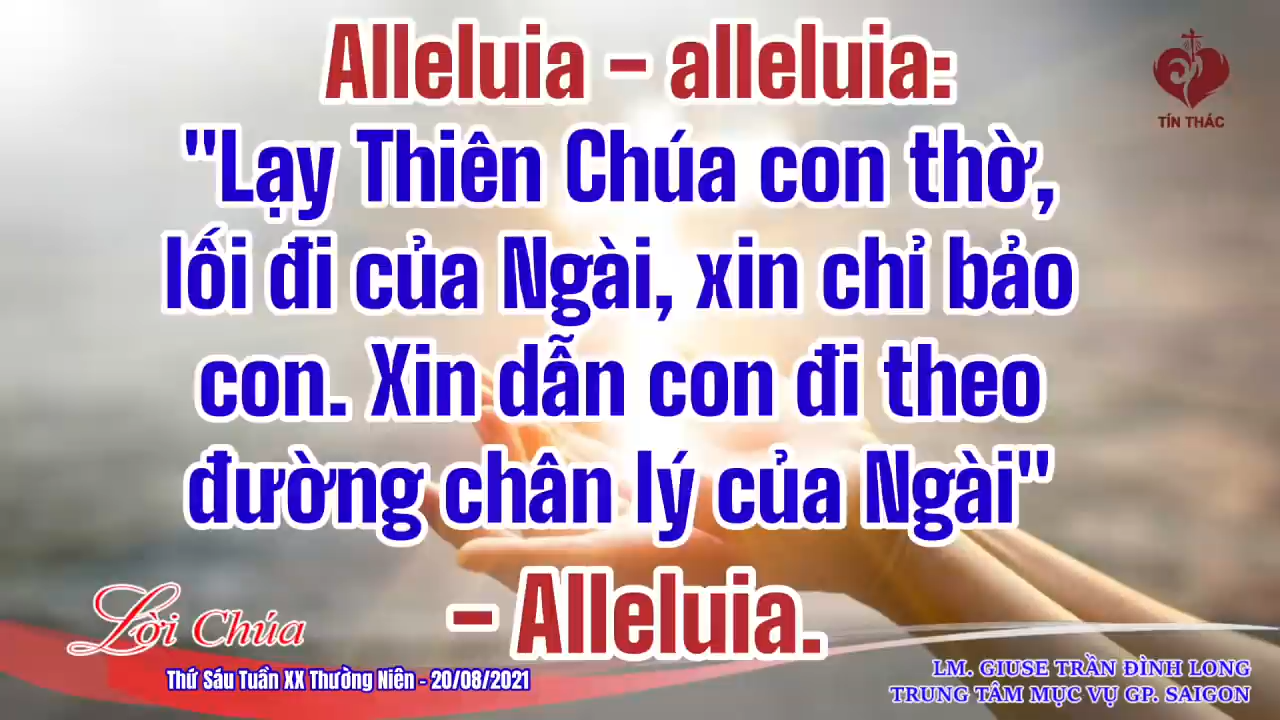 Alleluia – alleluia:
"Lạy Thiên Chúa con thờ,
lối đi của Ngài, xin chỉ bảo
con. Xin dẫn con đi theo
đường chân lý của Ngài"
– Alleluia.
TÍN THÁC
Lời Chúa
Thứ Sáu Tuần XX Thường Niên - 20/08/2021
LM. GIUSE TRẦN ĐÌNH LONG
TRUNG TÂM MỤC VỤ GP. SAIGON